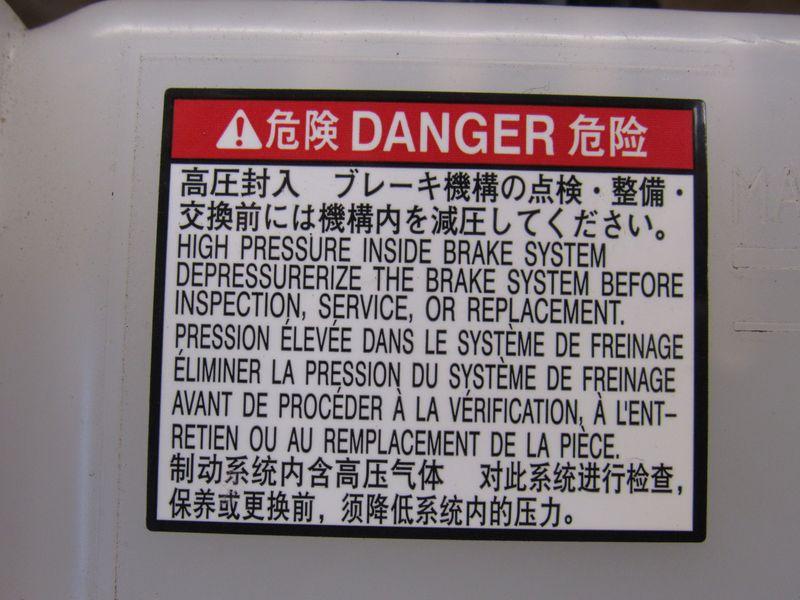 ⚠危険 DANGER 危险
高圧封入 ブレーキ機構の点検・整備・
交換前には機構内を減圧してください。
HIGH PRESSURE INSIDE BRAKE SYSTEM
DEPRESSURERIZE THE BRAKE SYSTEM BEFORE
INSPECTION, SERVICE, OR REPLACEMENT.
PRESSION ÉLEVÉE DANS LE SYSTÈME DE FREINAGE
ÉLIMINER LA PRESSION DU SYSTÈME DE FREINAGE
AVANT DE PROCÉDER À LA VÉRIFICATION, À L'ENT-
RETIEN OU AU REMPLACEMENT DE LA PIÈCE.
制动系统内含高压气体 对此系统进行检查,
保养或更换前，须降低系统内的压力。